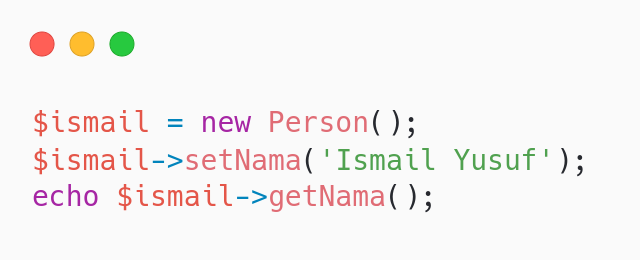 $ismail = new Person();
$ismail->setNama('Ismail Yusuf');
echo $ismail->getNama();